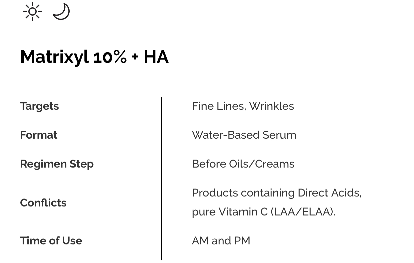 Matrixyl 10% + HA
Targets Fine Lines, Wrinkles
Format Water-Based Serum
Regimen Step Before Oils/Creams
Conflicts Products containing Direct Acids,
pure Vitamin C (LAA/ELAA).
Time of Use AM and PM